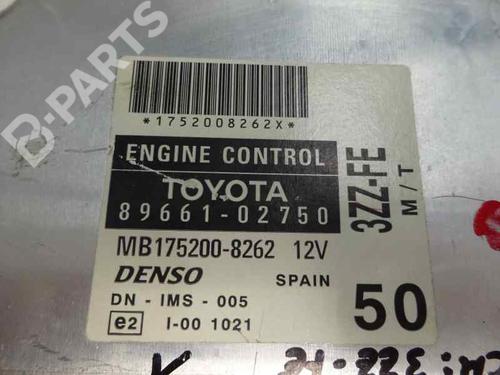 B-PARTS
*1752008262X*
ENGINE CONTROL
TOYOTA
89661-02750
3ZZ-FE
M/T
MB175200-8262 12V
DENSO SPAIN
DN - IMS - 005
50
e2 I-00 1021